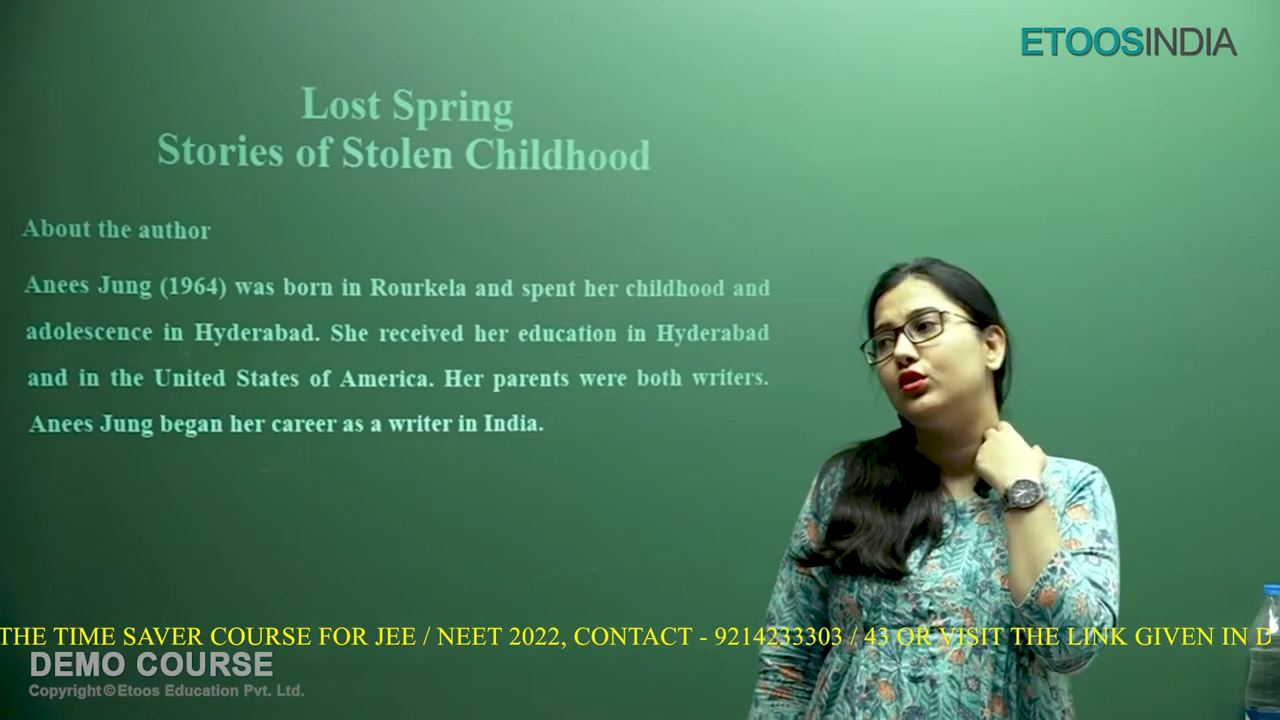 ETOOSINDIA
Lost Spring
Stories of Stolen Childhood
About the author
Anees Jung (1964) was born in Rourkela and spent her childhood and
adolescence in Hyderabad. She received her education in Hyderabad
and in the United States of America. Her parents were both writers.
Anees Jung began her career as a writer in India.
THE TIME SAVER COURSE FOR JEE / NEET 2022, CONTACT - 9214233303 / 43 OR VISIT THE LINK GIVEN IN D
DEMO COURSE
Copyright © Etoos Education Pvt. Ltd.